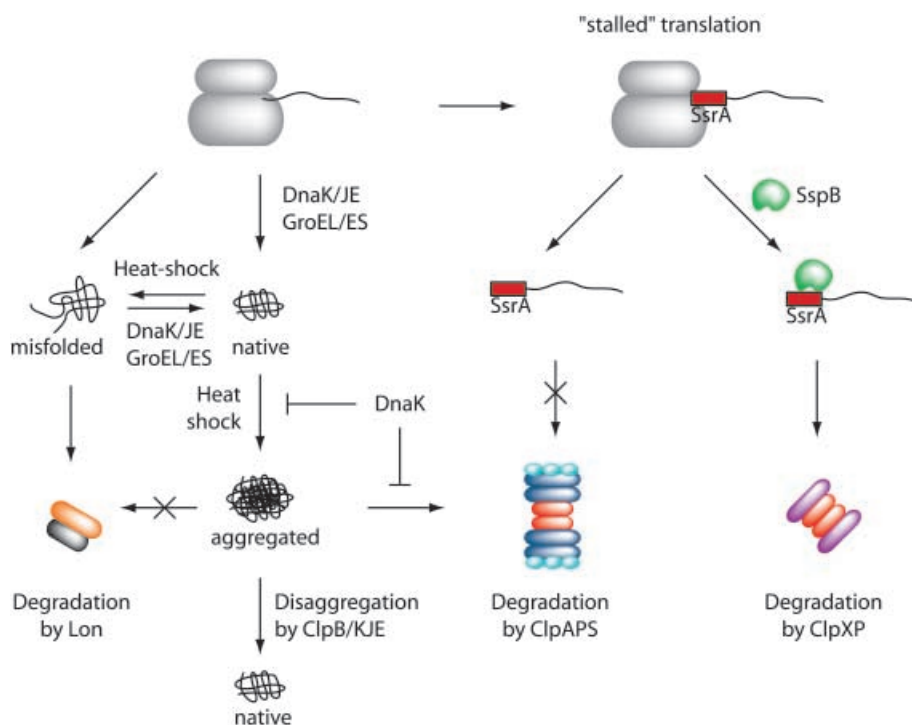 "stalled" translation
SsrA
DnaK/JE
GroEL/ES
SspB
Heat-shock
DnaK/JE
GroEL/ES
misfolded
native
SsrA
SsrA
Heat
shock
DnaK
aggregated
Degradation
by Lon
Disaggregation
by ClpB/KJE
Degradation
by ClpAPS
Degradation
by ClpXP
native